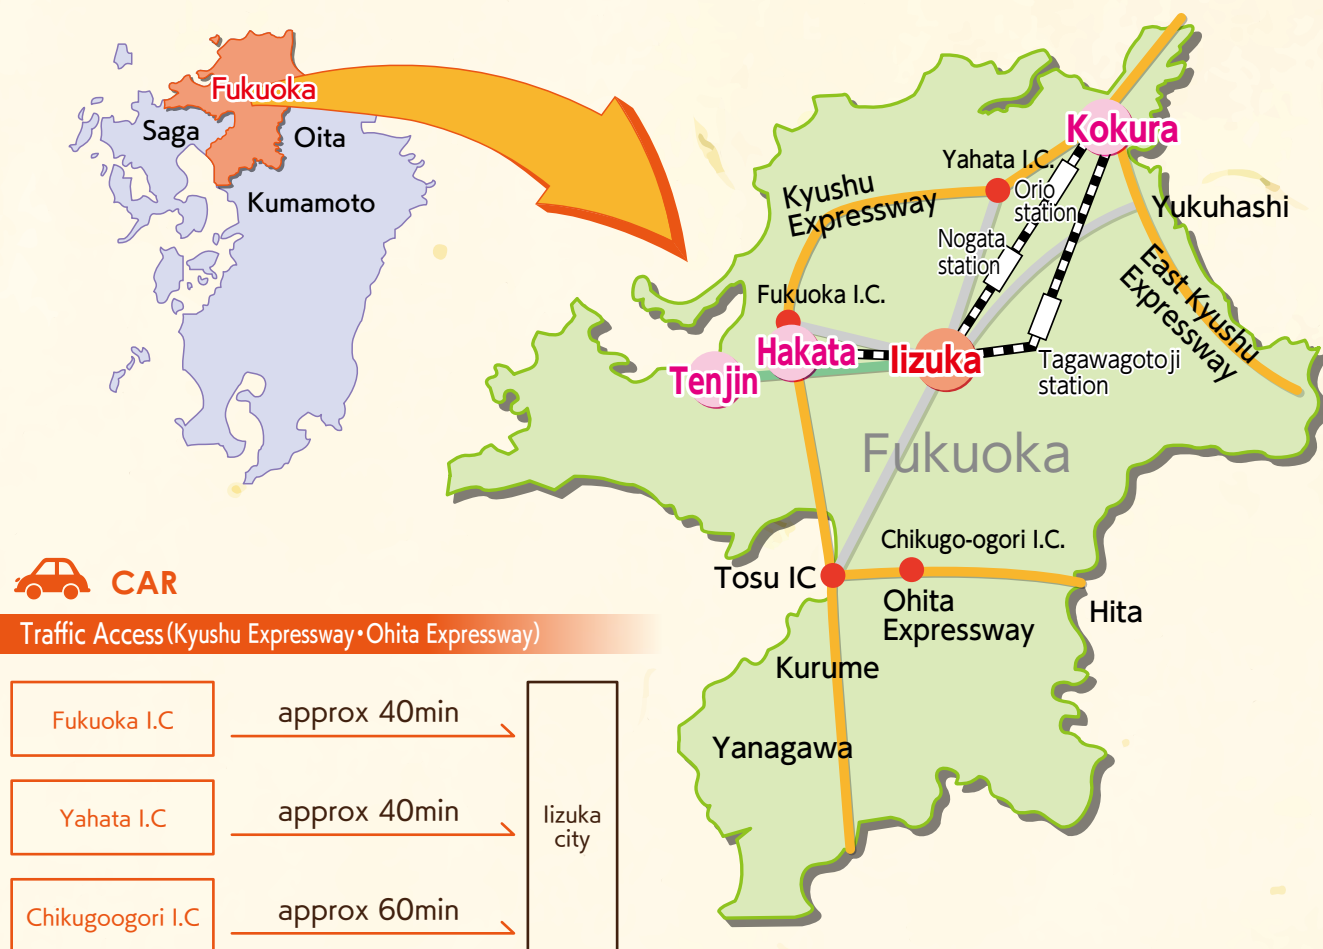 Fukuoka
Saga
Oita
Kumamoto
Kokura
Yahata I.C.
Orio
station
Kyushu
Expressway
Nogata
station
Yukuhashi
East Kyushu
Expressway
Fukuoka I.C.
Hakata
Iizuka
Tenjin
Tagawagotoji
station
Fukuoka
Chikugo-ogori I.C.
Tosu IC
Ohita
Expressway
Hita
Kurume
Yanagawa
CAR
Traffic Access(Kyushu Expressway・Ohita Expressway)
Fukuoka I.C
approx 40min
Yahata I.C
approx 40min
Iizuka
city
Chikugoogori I.C
approx 60min